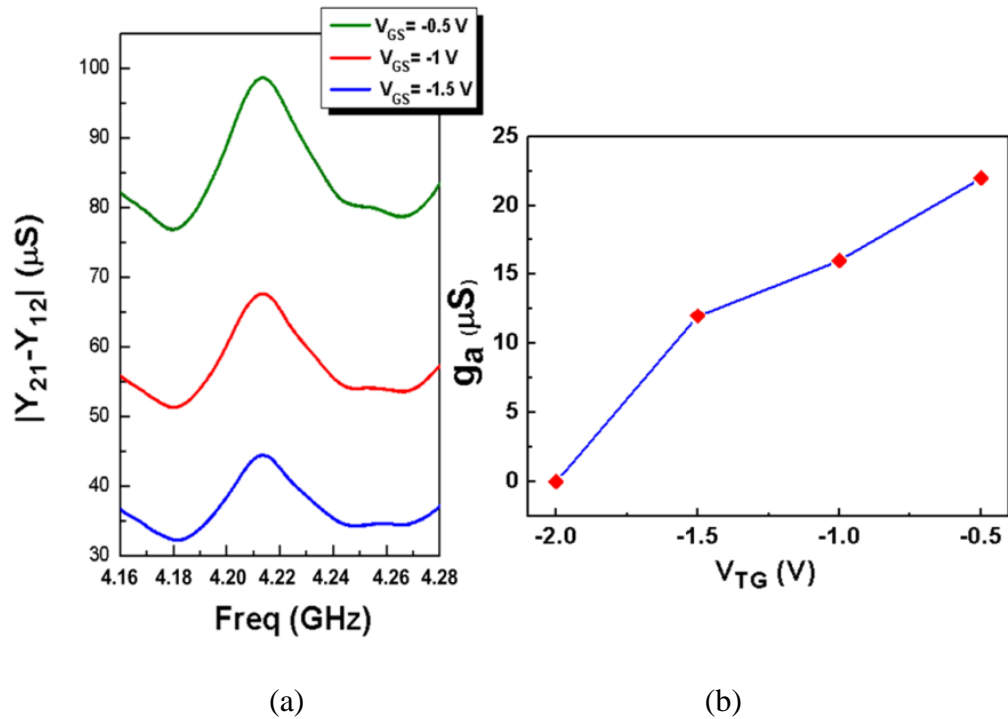 V_GS= -0.5 V
V_GS= -1 V
V_GS= -1.5 V
|Y_21-Y_12| (μS)
100
90
80
70
60
50
40
30
4.16 4.18 4.20 4.22 4.24 4.26 4.28
Freq (GHz)
(a)
g_a (μS)
25
20
15
10
5
0
-2.0 -1.5 -1.0 -0.5
V_TG (V)
(b)